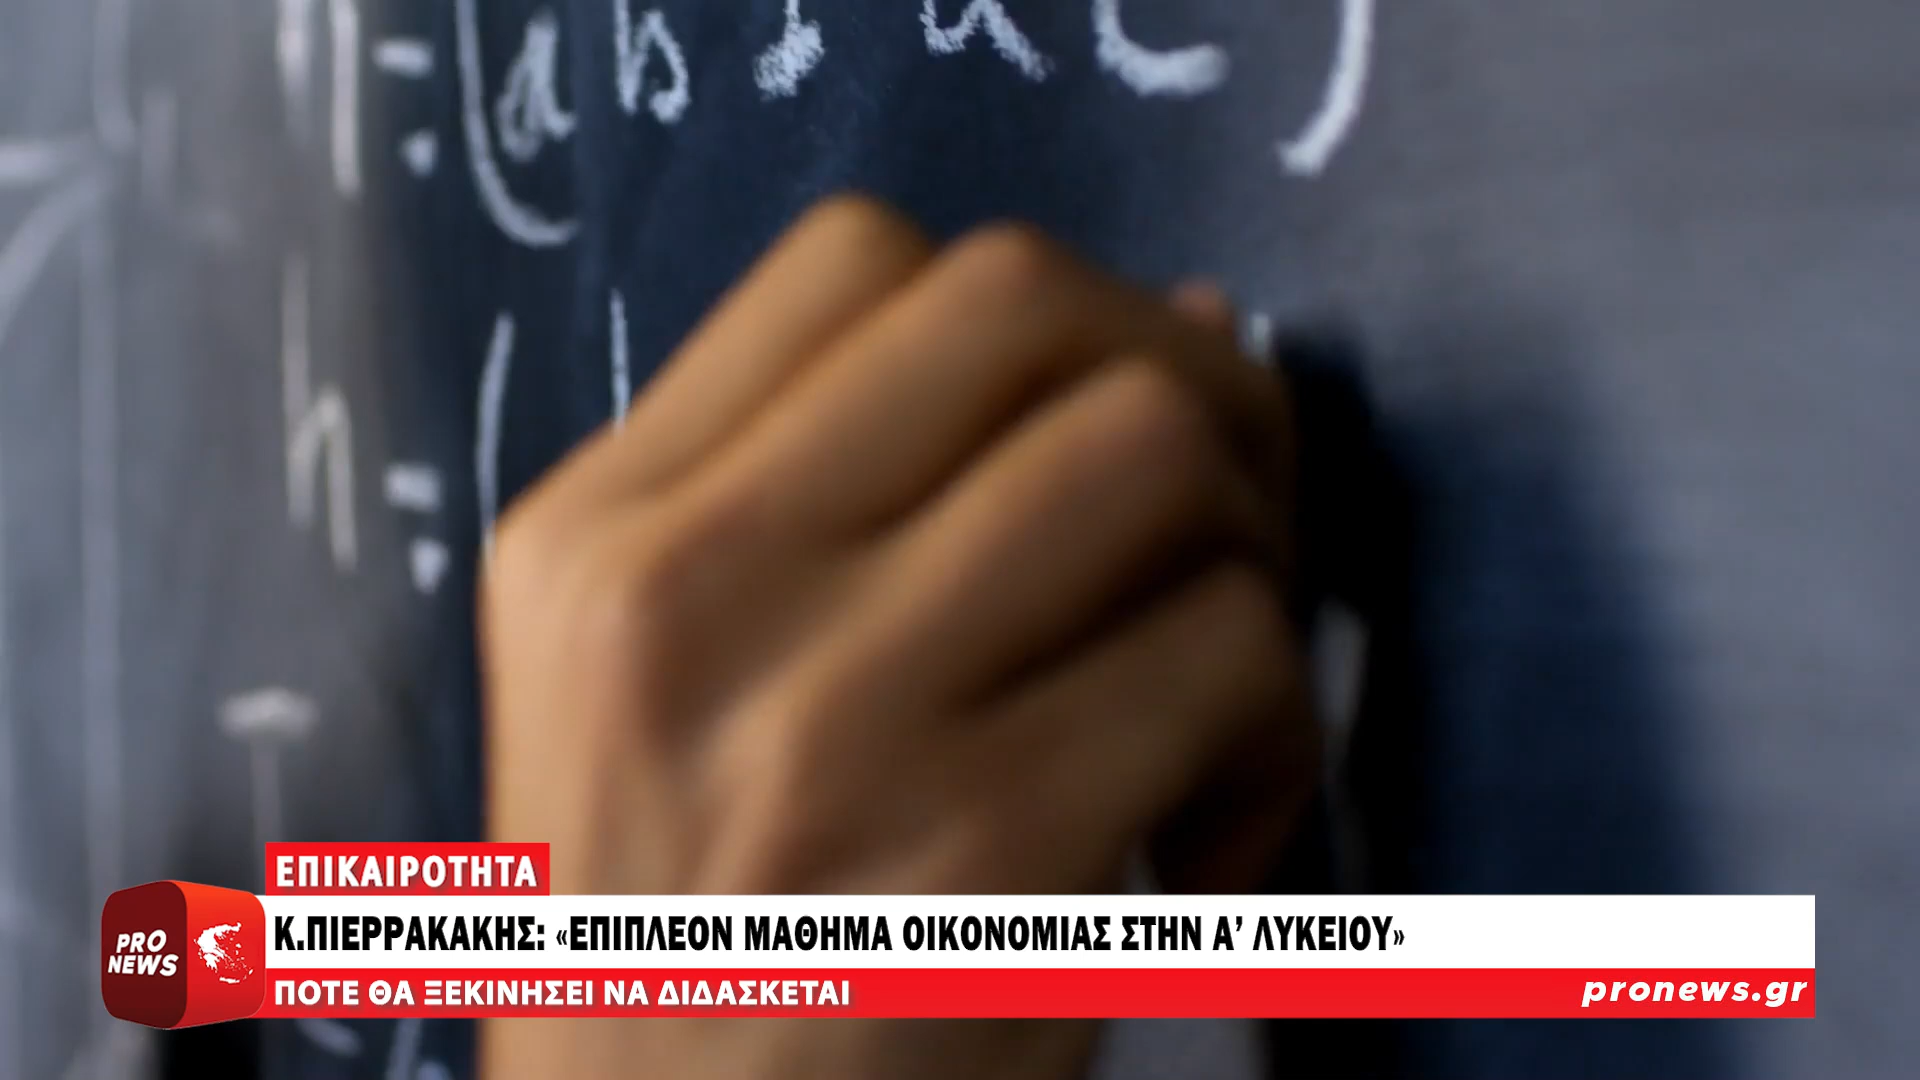 ΕΠΙΚΑΙΡΟΤΗΤΑ
PRO
NEWS
Κ.ΠΙΕΡΡΑΚΑΚΗΣ: «ΕΠΙΠΛΕΟΝ ΜΑΘΗΜΑ ΟΙΚΟΝΟΜΙΑΣ ΣΤΗΝ Α’ ΛΥΚΕΙΟΥ»
ΠΟΤΕ ΘΑ ΞΕΚΙΝΗΣΕΙ ΝΑ ΔΙΔΑΣΚΕΤΑΙ
pronews.gr